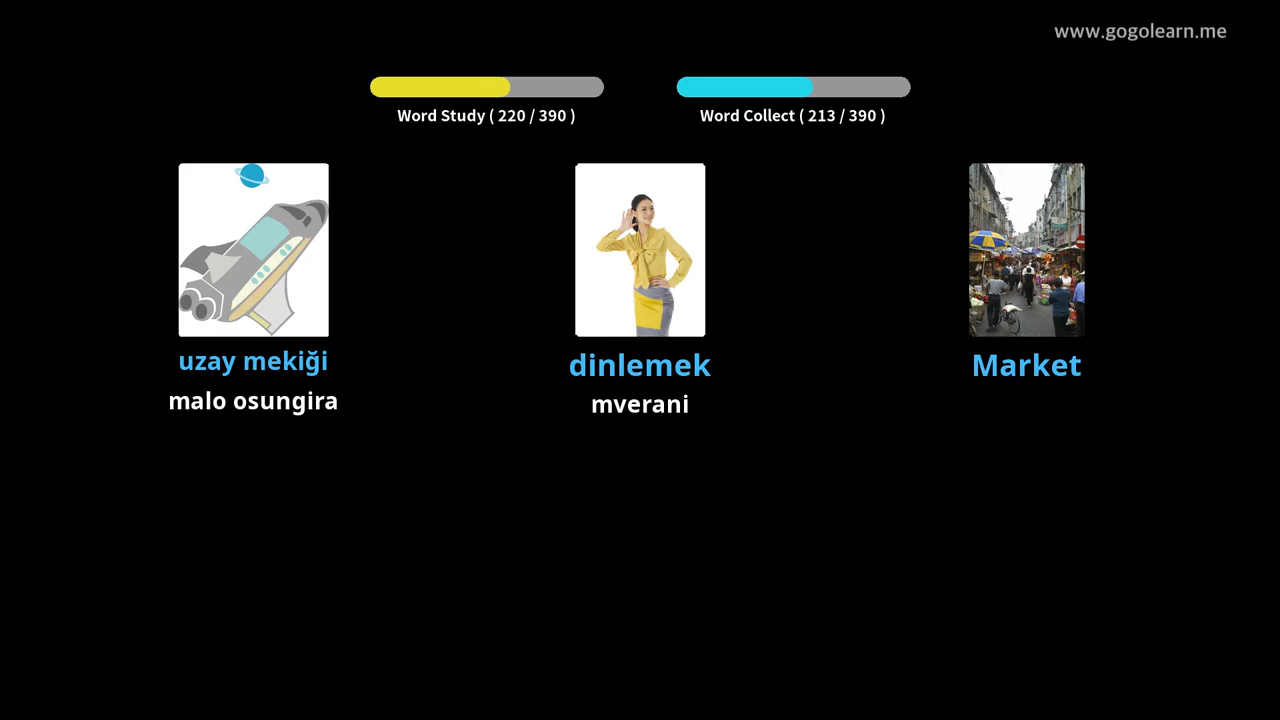 www.gogolearn.me
Word Study ( 220 / 390 )
Word Collect ( 213 / 390 )
uzay mekiği
malo osungira
dinlemek
mverani
Market